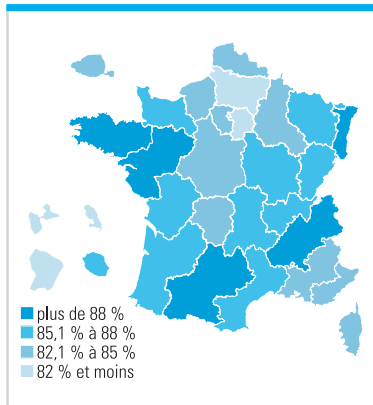 plus de 88 %
85,1 % à 88 %
82,1 % à 85 %
82 % et moins